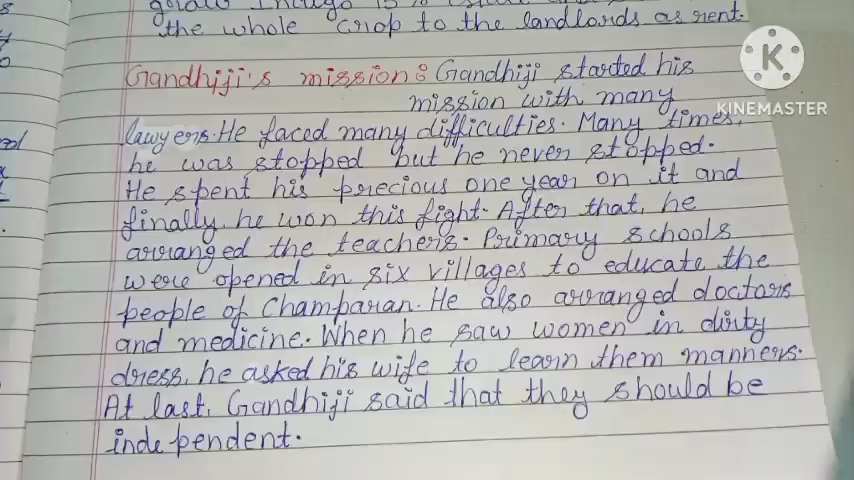 the whole crop to the landlords as rent.
Gandhiji's mission: Gandhiji started his
mission with many
lawyers. He faced many difficulties. Many times,
he was stopped but he never stopped.
He spent his precious one year on it and
finally, he won this fight. After that, he
arranged the teachers. Primary schools
were opened in six villages to educate the
people of Champaran. He also arranged doctors
and medicine. When he saw women in dirty
dress, he asked his wife to learn them manners.
At last, Gandhiji said that they should be
independent.
K
KINEMASTER